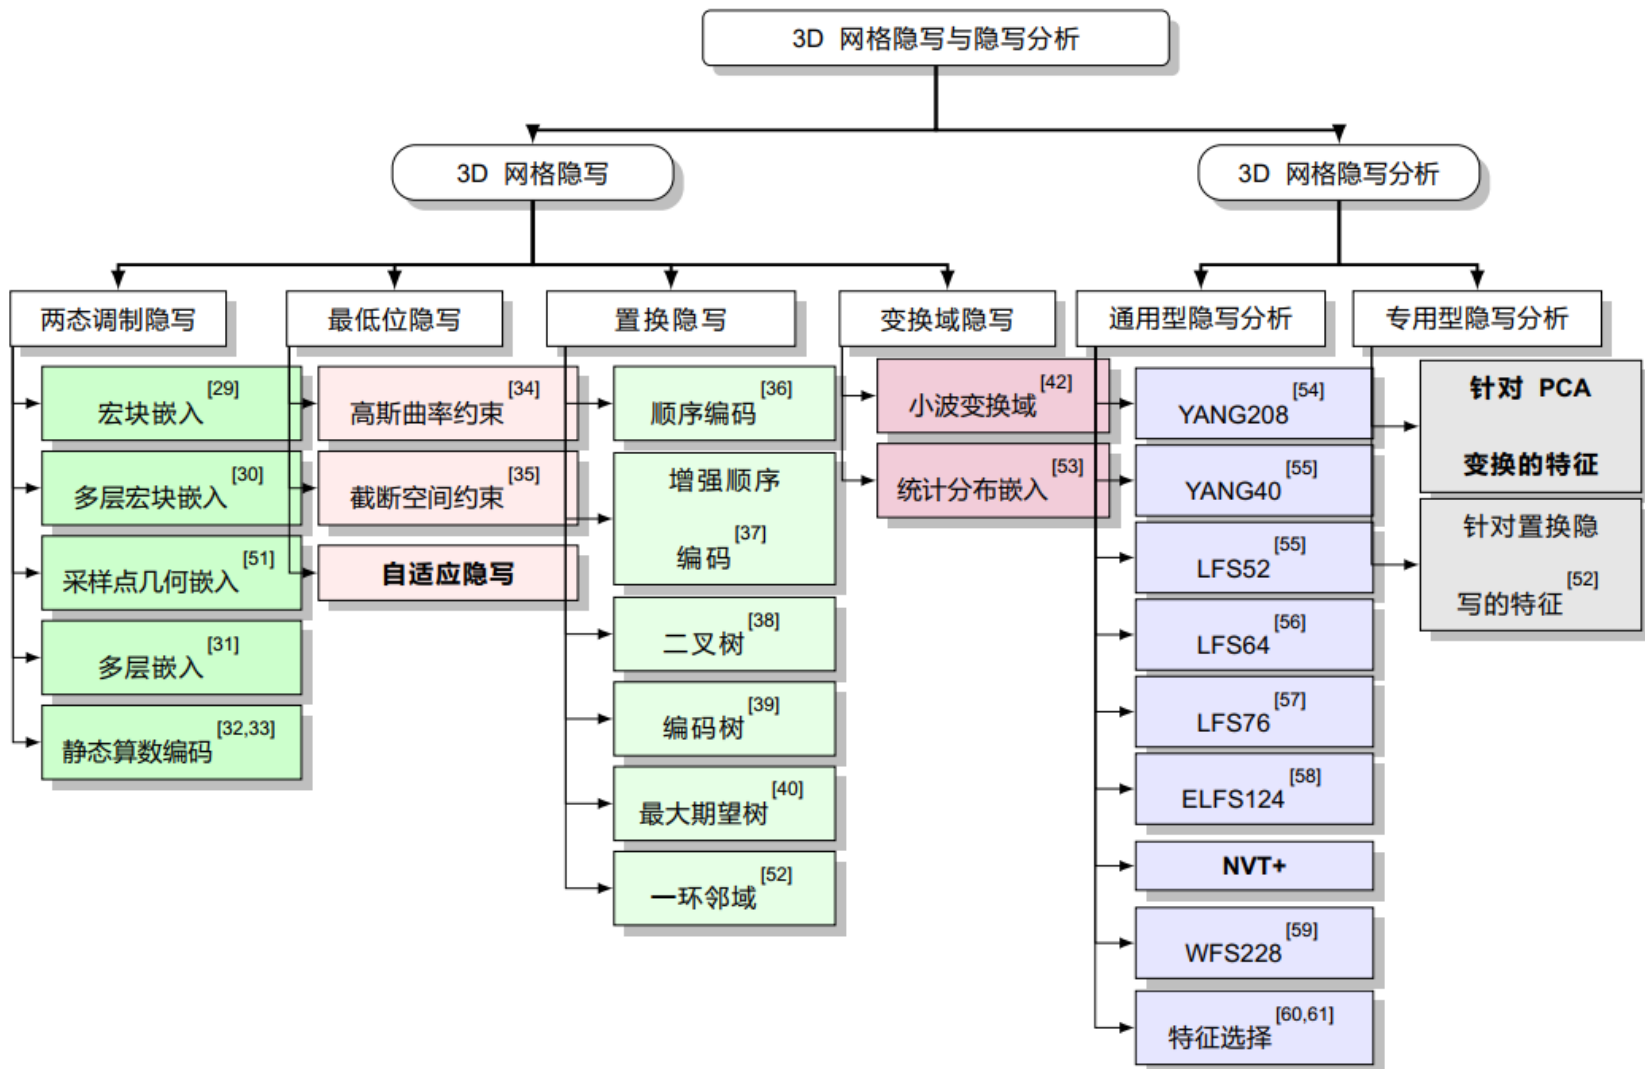 3D 网格隐写与隐写分析
3D 网格隐写
3D 网格隐写分析
两态调制隐写
最低位隐写
置换隐写
变换域隐写
通用型隐写分析
专用型隐写分析
宏块嵌入[29]
多层宏块嵌入[30]
采样点几何嵌入[51]
多层嵌入[31]
静态算数编码[32,33]
高斯曲率约束[34]
截断空间约束[35]
自适应隐写
顺序编码[36]
增强顺序
编码[37]
二叉树[38]
编码树[39]
最大期望树[40]
一环邻域[52]
小波变换域[42]
统计分布嵌入[53]
YANG208[54]
YANG40[55]
LFS52[55]
LFS64[56]
LFS76[57]
ELFS124[58]
NVT+
WFS228[59]
特征选择[60,61]
针对 PCA
变换的特征
针对置换隐
写的特征[52]